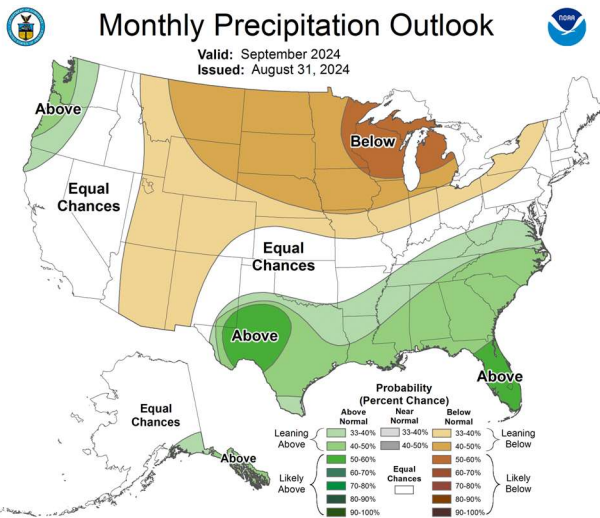 Monthly Precipitation Outlook
NOAA
Valid: September 2024
Issued: August 31, 2024
Above
Below
Equal
Chances
Equal
Chances
Above
Above
Equal
Chances
Above
Probability
(Percent Chance)
Above
Normal
Near
Normal
Below
Normal
Leaning
Above
33-40%
40-50%
33-40%
40-50%
33-40%
40-50%
Leaning
Below
Likely
Above
50-60%
60-70%
70-80%
80-90%
90-100%
Equal
Chances
50-60%
60-70%
70-80%
80-90%
90-100%
Likely
Below